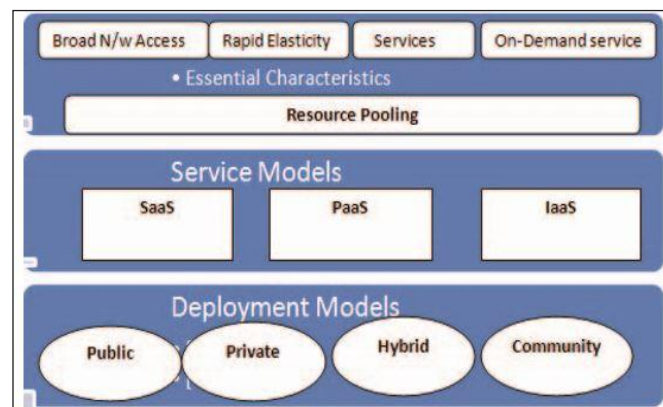 Broad N/w Access Rapid Elasticity Services On-Demand service
• Essential Characteristics
Resource Pooling
Service Models
SaaS PaaS IaaS
Deployment Models
Public Private Hybrid Community